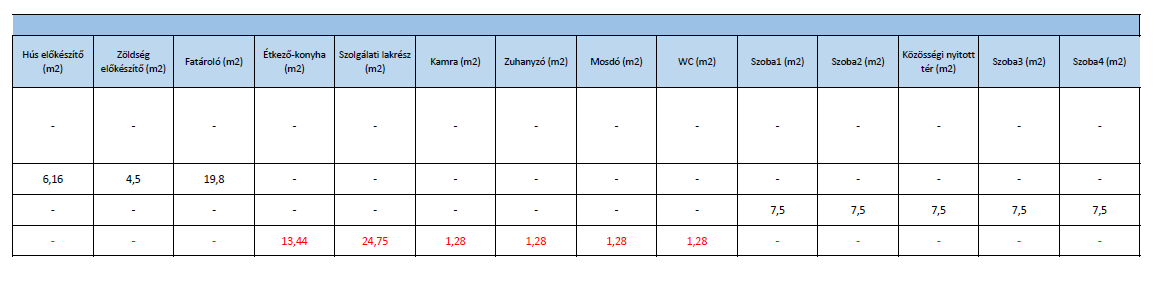 Hús előkészítő (m2) | Zöldség előkészítő (m2) | Fatároló (m2) | Étkező-konyha (m2) | Szolgálati lakrész (m2) | Kamra (m2) | Zuhanyzó (m2) | Mosdó (m2) | WC (m2) | Szoba1 (m2) | Szoba2 (m2) | Közösségi nyitott tér (m2) | Szoba3 (m2) | Szoba4 (m2)
- | - | - | - | - | - | - | - | - | - | - | - | - | -
6,16 | 4,5 | 19,8 | - | - | - | - | - | - | - | - | - | - | -
- | - | - | - | - | - | - | - | - | 7,5 | 7,5 | 7,5 | 7,5 | 7,5
- | - | - | 13,44 | 24,75 | 1,28 | 1,28 | 1,28 | 1,28 | - | - | - | - | -